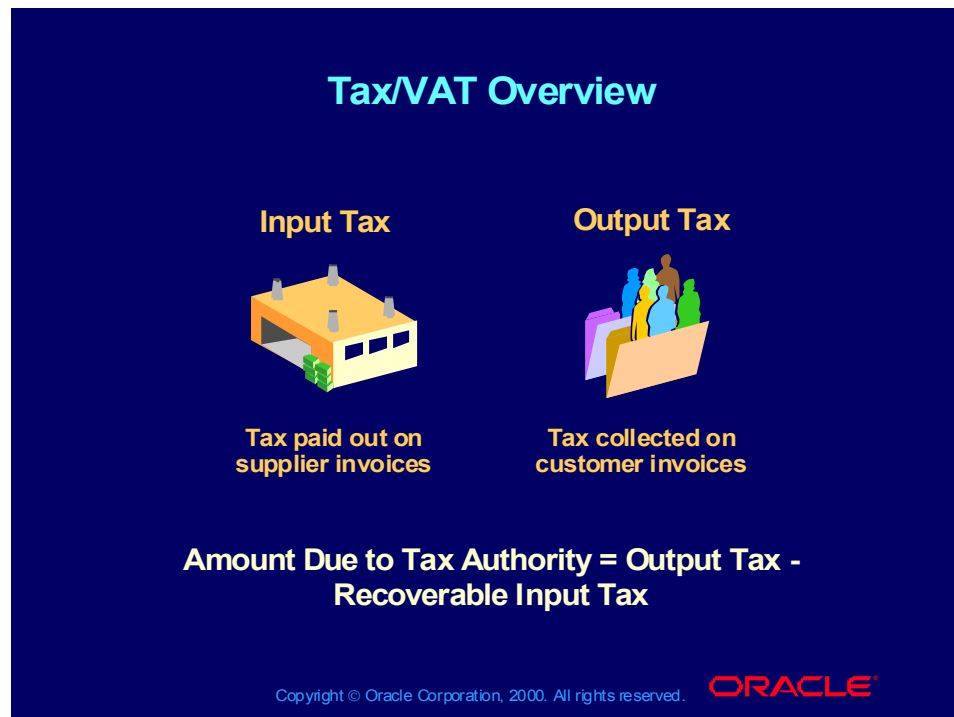 Tax/VAT Overview
Input Tax
Output Tax
Tax paid out on
supplier invoices
Tax collected on
customer invoices
Amount Due to Tax Authority = Output Tax -
Recoverable Input Tax
Copyright © Oracle Corporation, 2000. All rights reserved.
ORACLE®